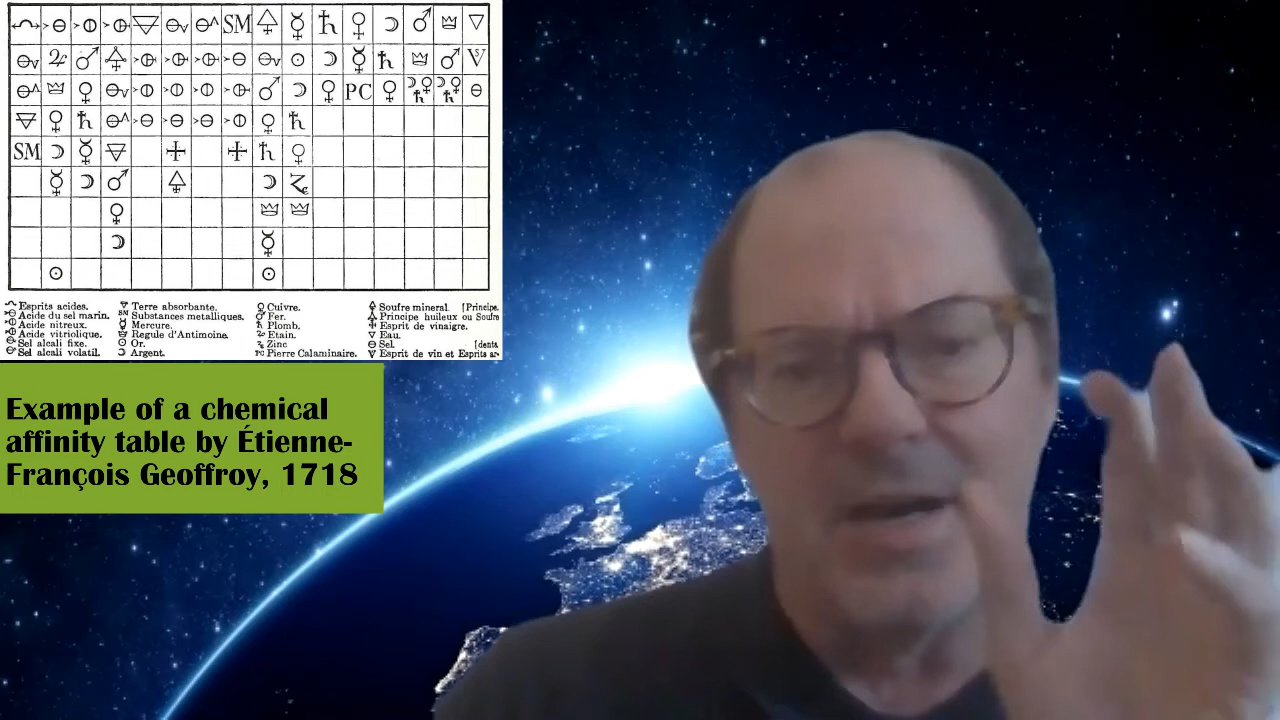 SM
PC
SM
Esprits acides.
Acide du sel marin.
Acide nitreux.
Acide vitriolique.
Sel alcali fixe.
Sel alcali volatil.
Terre absorbante.
SM Substances metalliques.
Mercure.
Regule d'Antimoine.
Or.
Argent.
Cuivre.
Fer.
Plomb.
Etain.
Zinc
PC Pierre Calaminaire.
Soufre mineral. [Principe.
Principe huileux ou Soufre
Esprit de vinaigre.
Eau.
Sel. [dents
Esprit de vin et Esprits ar-
Example of a chemical
affinity table by Étienne-
François Geoffroy, 1718